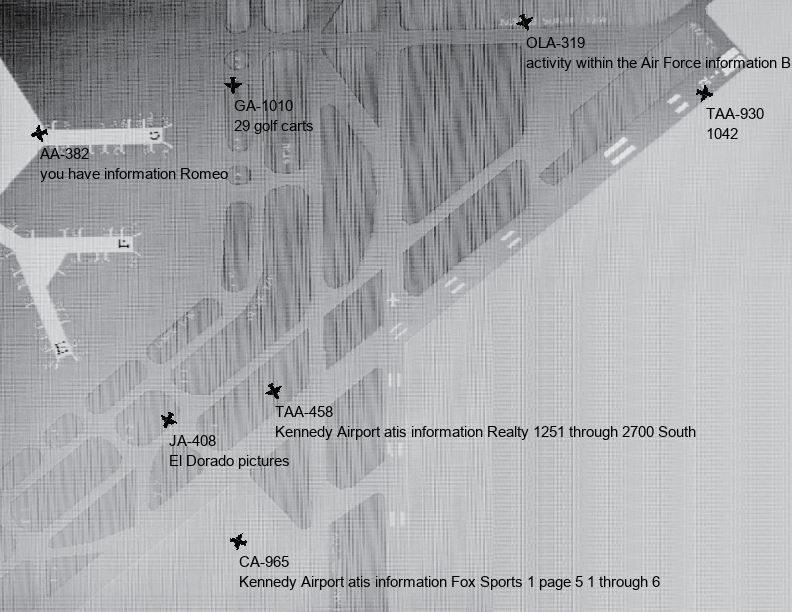 OLA-319
activity within the Air Force information B
GA-1010
29 golf carts
TAA-930
1042
AA-382
you have information Romeo
TAA-458
Kennedy Airport atis information Realty 1251 through 2700 South
JA-408
El Dorado pictures
CA-965
Kennedy Airport atis information Fox Sports 1 page 5 1 through 6